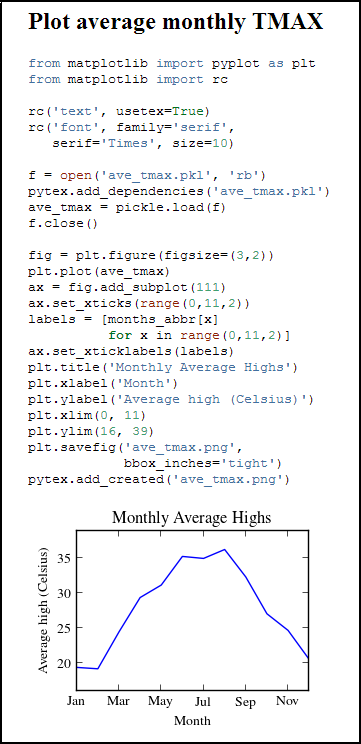 Plot average monthly TMAX
from matplotlib import pyplot as plt
from matplotlib import rc
rc('text', usetex=True)
rc('font', family='serif',
   serif='Times', size=10)
f = open('ave_tmax.pkl', 'rb')
pytex.add_dependencies('ave_tmax.pkl')
ave_tmax = pickle.load(f)
f.close()
fig = plt.figure(figsize=(3,2))
plt.plot(ave_tmax)
ax = fig.add_subplot(111)
ax.set_xticks(range(0,11,2))
labels = [months_abbr[x]
          for x in range(0,11,2)]
ax.set_xticklabels(labels)
plt.title('Monthly Average Highs')
plt.xlabel('Month')
plt.ylabel('Average high (Celsius)')
plt.xlim(0, 11)
plt.ylim(16, 39)
plt.savefig('ave_tmax.png',
            bbox_inches='tight')
pytex.add_created('ave_tmax.png')
Monthly Average Highs
Average high (Celsius)
35
30
25
20
Jan Mar May Jul Sep Nov
Month